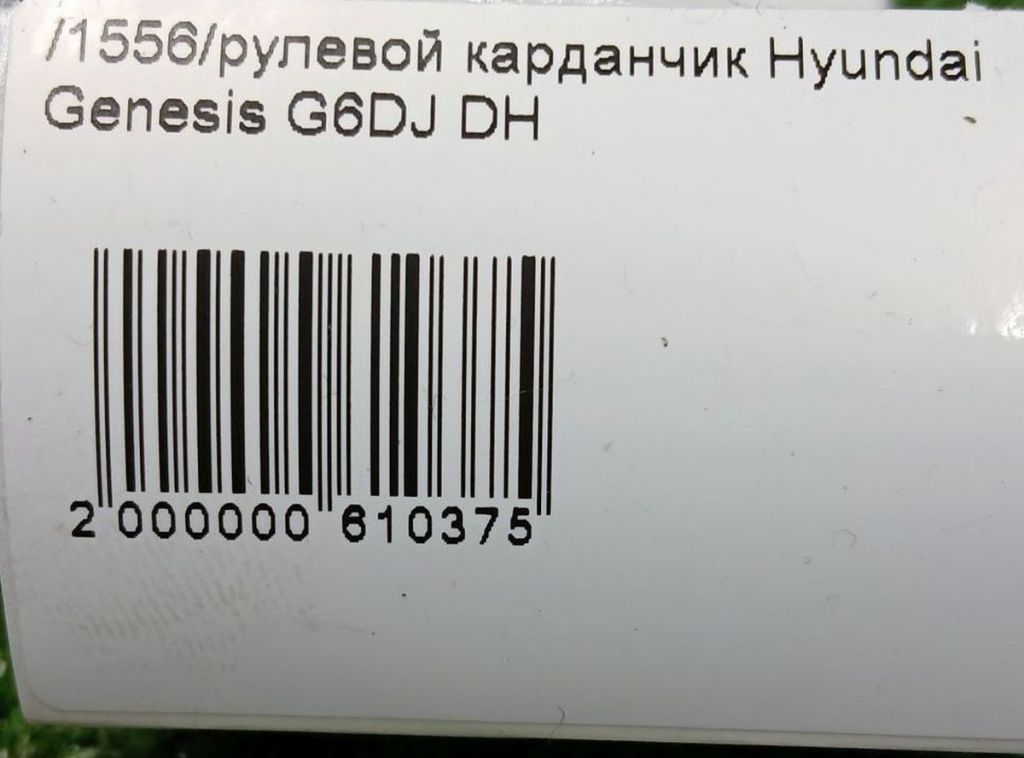 /1556/рулевой карданчик Hyundai
Genesis G6DJ DH
2 000000 610375